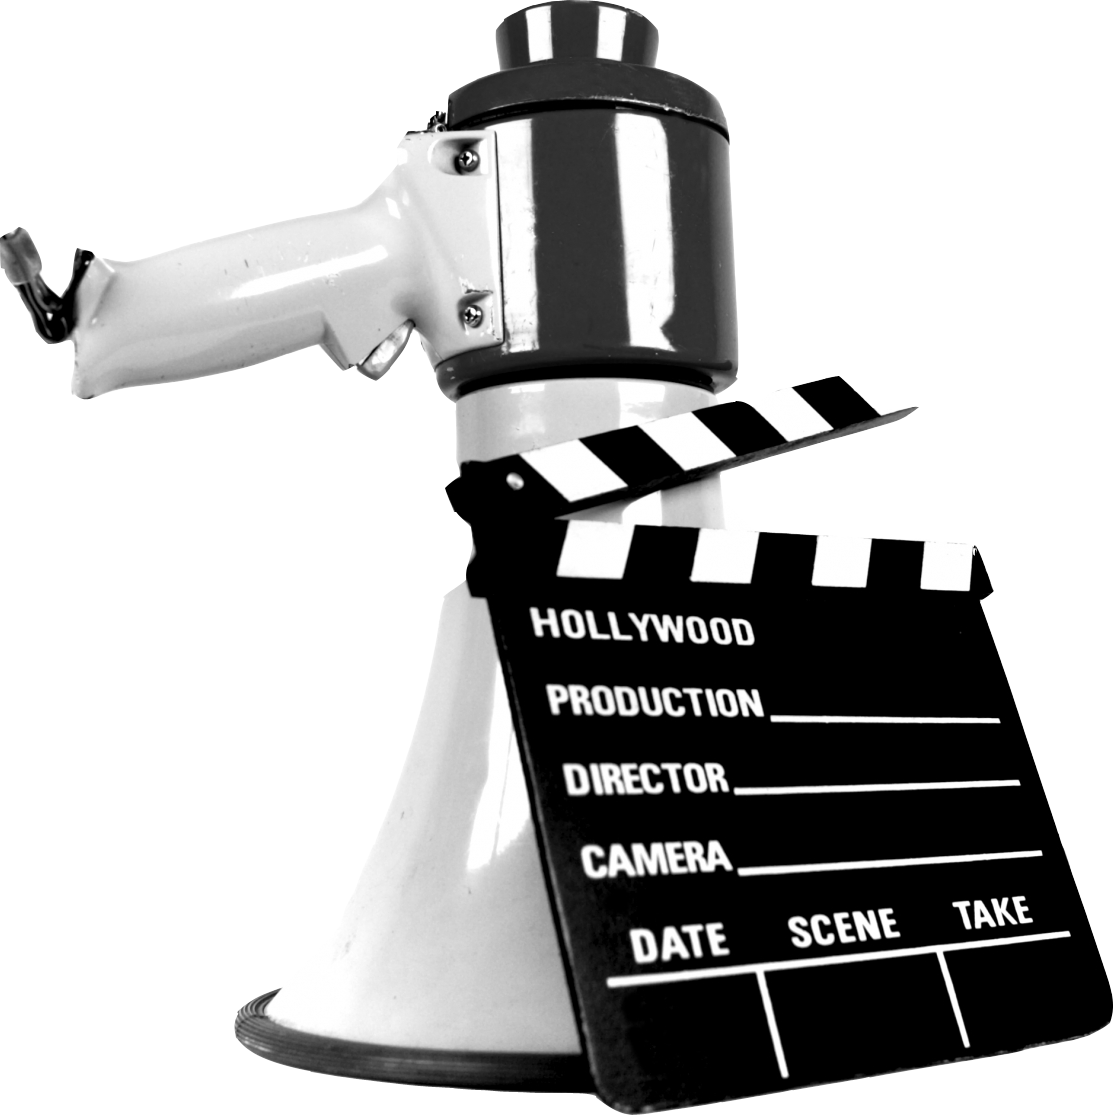 HOLLYWOOD
PRODUCTION
DIRECTOR
CAMERA
DATE SCENE TAKE